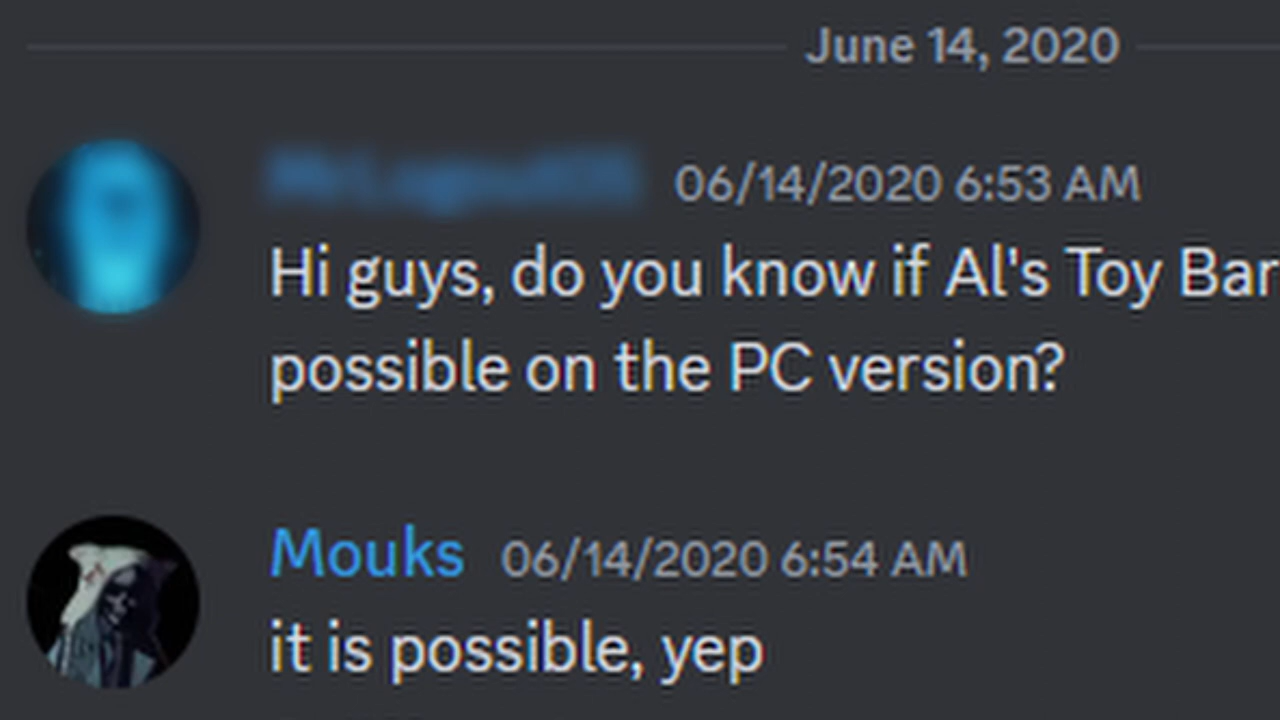 June 14, 2020
06/14/2020 6:53 AM
Hi guys, do you know if Al's Toy Bar
possible on the PC version?
Mouks 06/14/2020 6:54 AM
it is possible, yep